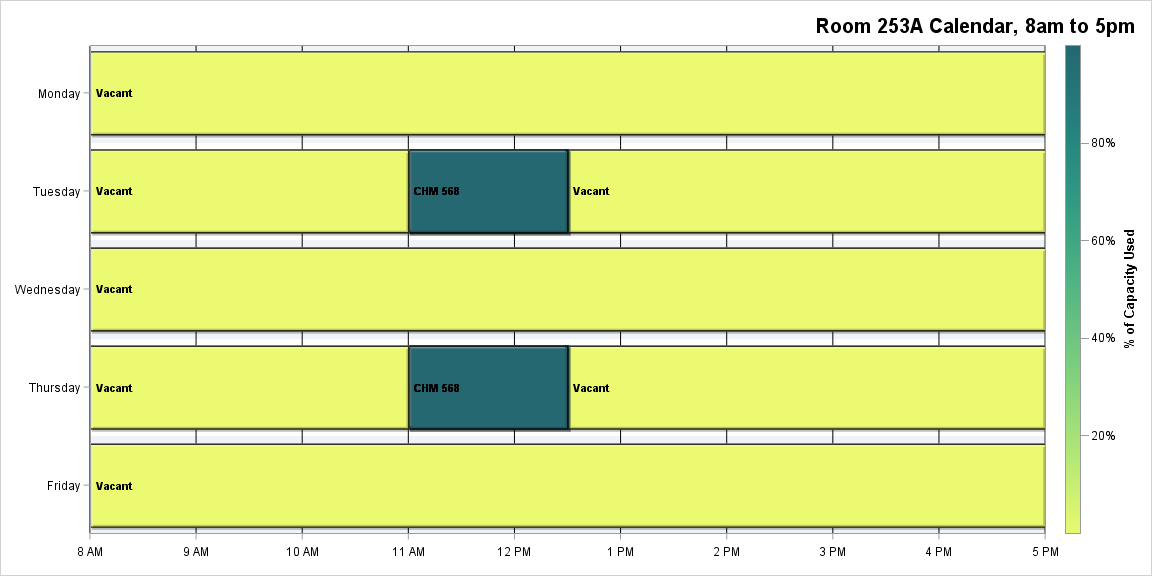 Room 253A Calendar, 8am to 5pm
Monday
Vacant
Tuesday
Vacant
CHM 568
Vacant
Wednesday
Vacant
Thursday
Vacant
CHM 568
Vacant
Friday
Vacant
8 AM
9 AM
10 AM
11 AM
12 PM
1 PM
2 PM
3 PM
4 PM
5 PM
80%
60%
40%
20%
% of Capacity Used